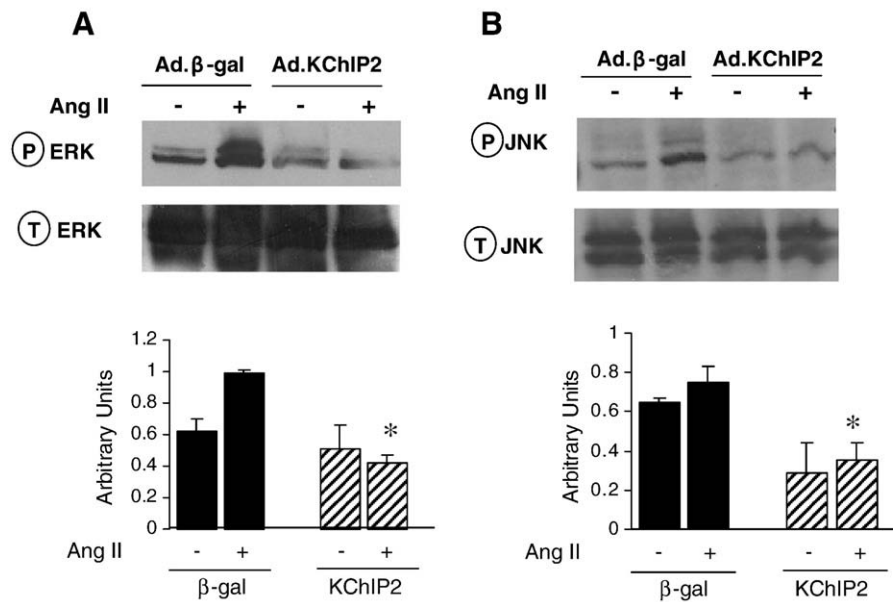 A
Ad.β-gal Ad.KChIP2
Ang II - + - +
P ERK
T ERK
Arbitrary Units
1.2
1
0.8
0.6
0.4
0.2
0
*
Ang II - + - +
β-gal KChIP2
B
Ad.β-gal Ad.KChIP2
Ang II - + - +
P JNK
T JNK
Arbitrary Units
1
0.8
0.6
0.4
0.2
0
*
Ang II - + - +
β-gal KChIP2